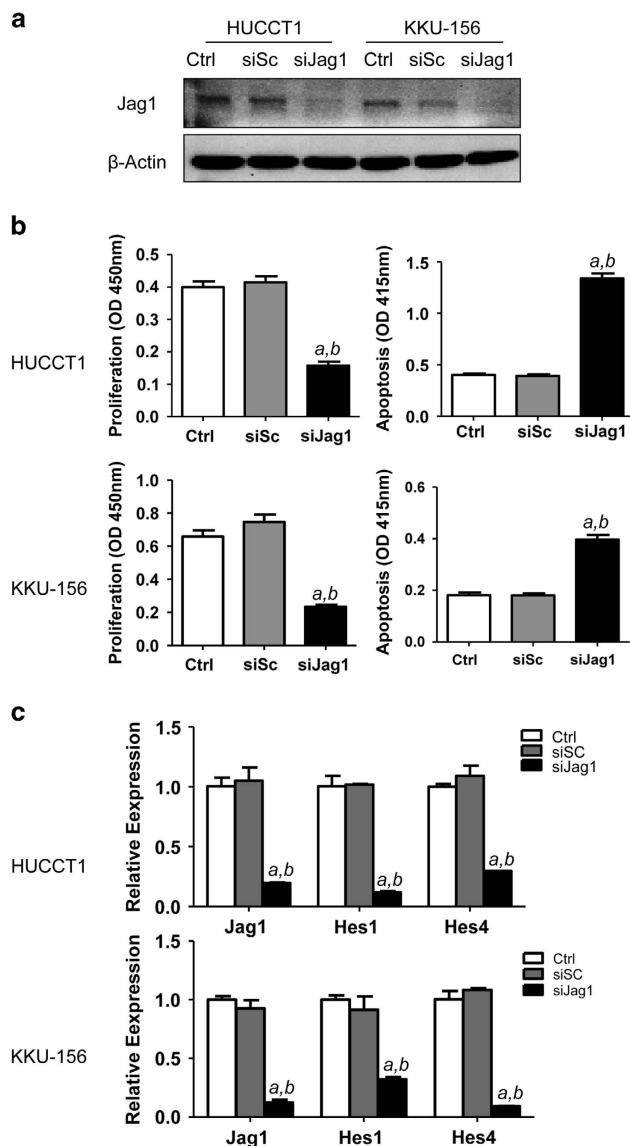 a
HUCCT1 KKU-156
Ctrl siSc siJag1 Ctrl siSc siJag1
Jag1
β-Actin
b
HUCCT1
Proliferation (OD 450nm)
0.5
0.4
0.3
0.2
0.1
0.0
a,b
Ctrl siSc siJag1
Apoptosis (OD 415nm)
1.5
1.0
0.5
0.0
a,b
Ctrl siSc siJag1
KKU-156
Proliferation (OD 450nm)
1.0
0.8
0.6
0.4
0.2
0.0
a,b
Ctrl siSc siJag1
Apoptosis (OD 415nm)
0.6
0.4
0.2
0.0
a,b
Ctrl siSc siJag1
c
HUCCT1
Relative Eexpression
1.5
1.0
0.5
0.0
a,b a,b a,b
Jag1 Hes1 Hes4
Ctrl
siSC
siJag1
KKU-156
Relative Eexpression
1.5
1.0
0.5
0.0
a,b a,b a,b
Jag1 Hes1 Hes4
Ctrl
siSC
siJag1